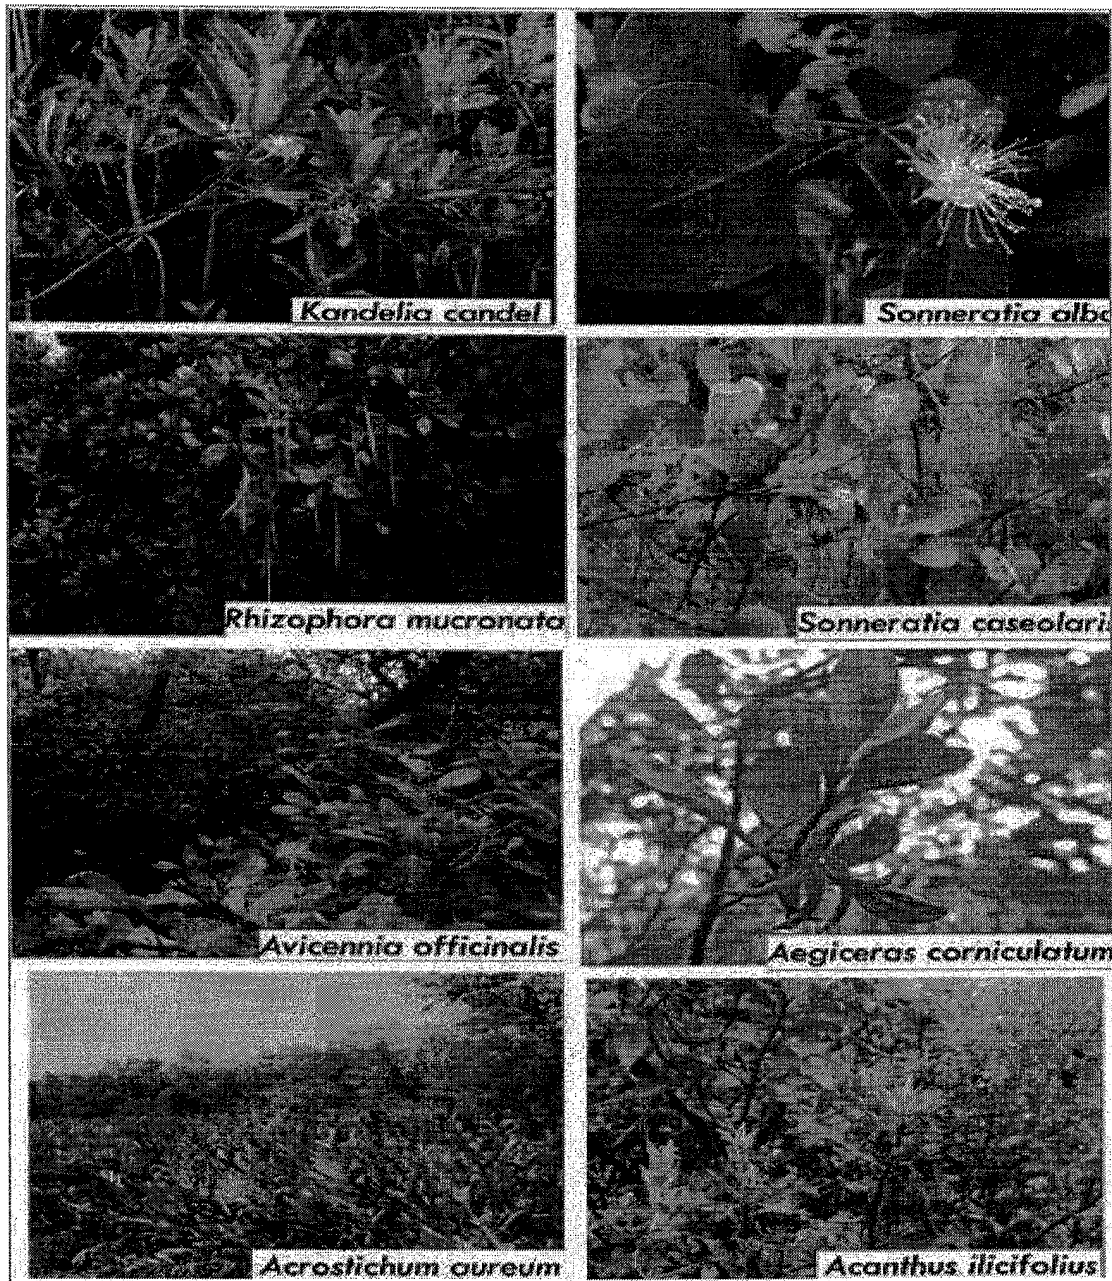 Kandelia candel
Sonneratia alba
Rhizophora mucronata
Sonneratia caseolaris
Avicennia officinalis
Aegiceras corniculatum
Acrostichum aureum
Acanthus ilicifolius